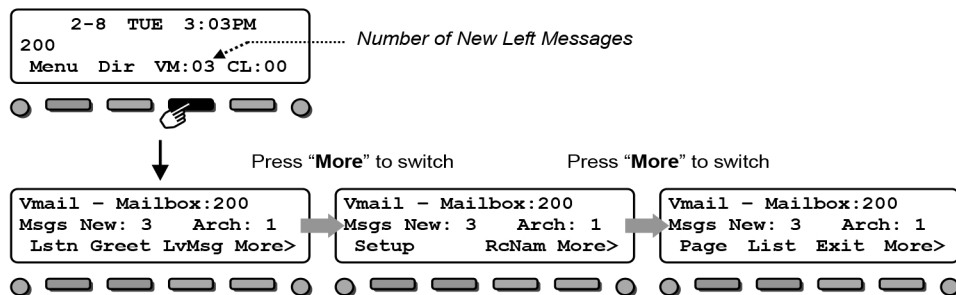 2-8 TUE 3:03PM
200
Menu Dir VM:03 CL:00
Number of New Left Messages
Press “More” to switch
Press “More” to switch
Vmail – Mailbox:200
Msgs New: 3 Arch: 1
Lstn Greet LvMsg More>
Vmail – Mailbox:200
Msgs New: 3 Arch: 1
Setup RcNam More>
Vmail – Mailbox:200
Msgs New: 3 Arch: 1
Page List Exit More>